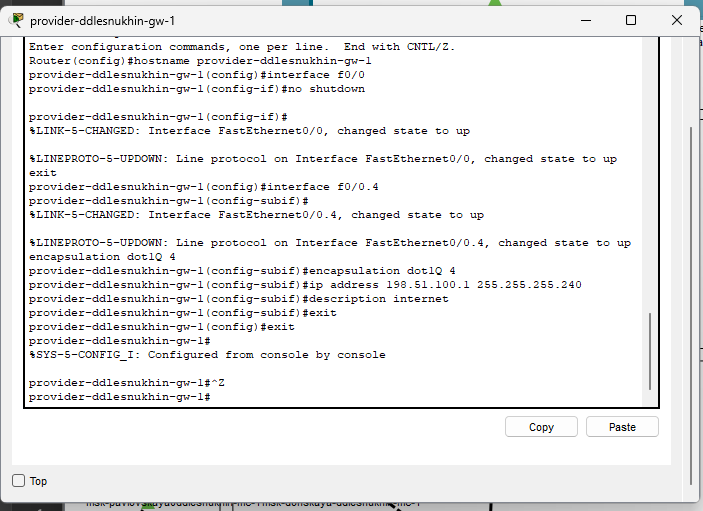 provider-ddlesnukhin-gw-1
Enter configuration commands, one per line.  End with CNTL/Z.
Router(config)#hostname provider-ddlesnukhin-gw-1
provider-ddlesnukhin-gw-1(config)#interface f0/0
provider-ddlesnukhin-gw-1(config-if)#no shutdown
provider-ddlesnukhin-gw-1(config-if)#
%LINK-5-CHANGED: Interface FastEthernet0/0, changed state to up
%LINEPROTO-5-UPDOWN: Line protocol on Interface FastEthernet0/0, changed state to up
exit
provider-ddlesnukhin-gw-1(config)#interface f0/0.4
provider-ddlesnukhin-gw-1(config-subif)#
%LINK-5-CHANGED: Interface FastEthernet0/0.4, changed state to up
%LINEPROTO-5-UPDOWN: Line protocol on Interface FastEthernet0/0.4, changed state to up
encapsulation dot1Q 4
provider-ddlesnukhin-gw-1(config-subif)#encapsulation dot1Q 4
provider-ddlesnukhin-gw-1(config-subif)#ip address 198.51.100.1 255.255.255.240
provider-ddlesnukhin-gw-1(config-subif)#description internet
provider-ddlesnukhin-gw-1(config-subif)#exit
provider-ddlesnukhin-gw-1(config)#exit
provider-ddlesnukhin-gw-1#
%SYS-5-CONFIG_I: Configured from console by console
provider-ddlesnukhin-gw-1#^Z
provider-ddlesnukhin-gw-1#
Copy
Paste
Top